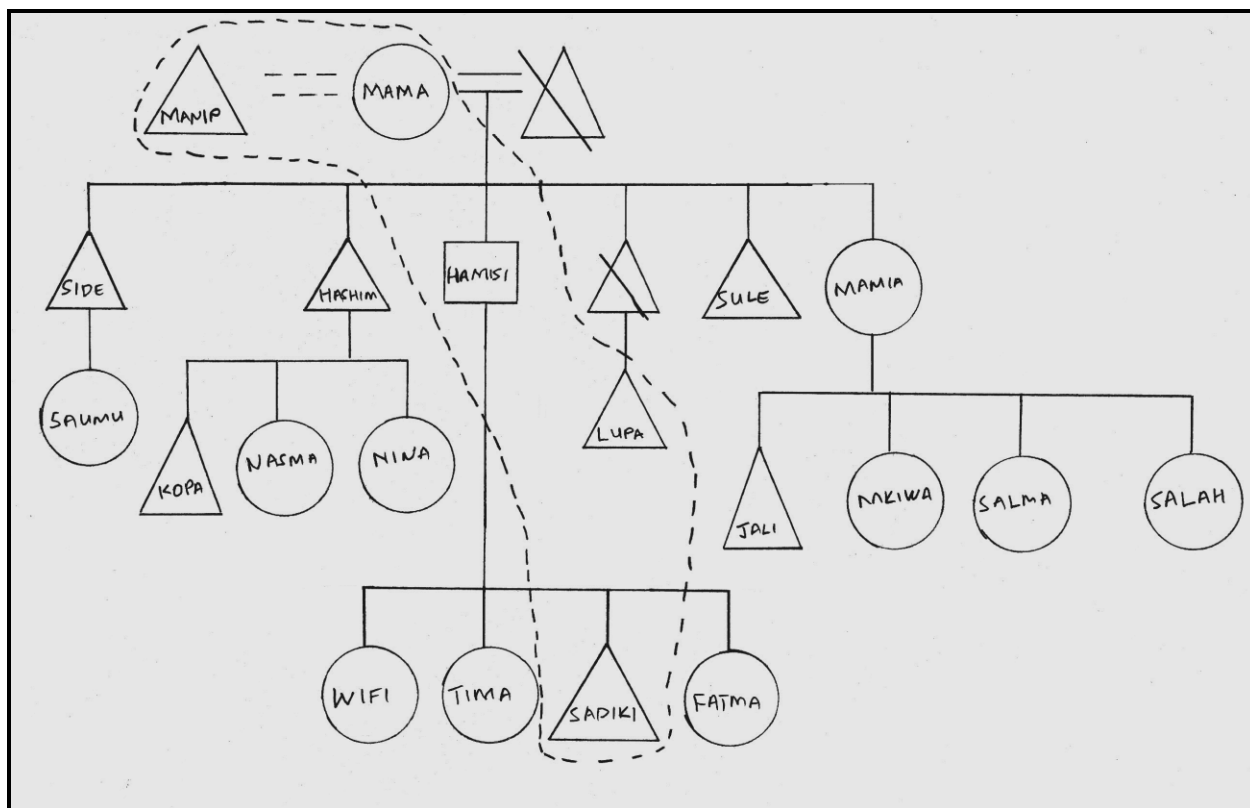 MANIP
MAMA
SIDE
HASHIM
HAMISI
SULE
MAMIA
SAUMU
KOPA
NASMA
NINA
LUPA
JALI
MKIWA
SALMA
SALAH
WIFI
TIMA
SADIKI
FATMA